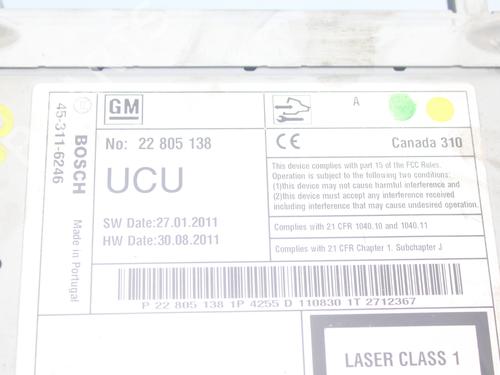 GM
A
No: 22 805 138
CE
Canada 310
UCU
This device complies with part 15 of the FCC Rules.
Operation is subject to the following two conditions:
(1)this device may not cause harmful interference and
(2)this device must accept any interference received
including interference that may cause undesired operation.
SW Date:27.01.2011
HW Date:30.08.2011
Complies with 21 CFR 1040.10 and 1040.11
Complies with 21 CFR Chapter 1. Subchapter J
P 22 805 138 1P 4255 D 110830 1T 2712367
LASER CLASS 1
BOSCH
45-311-6246
Made in Portugal